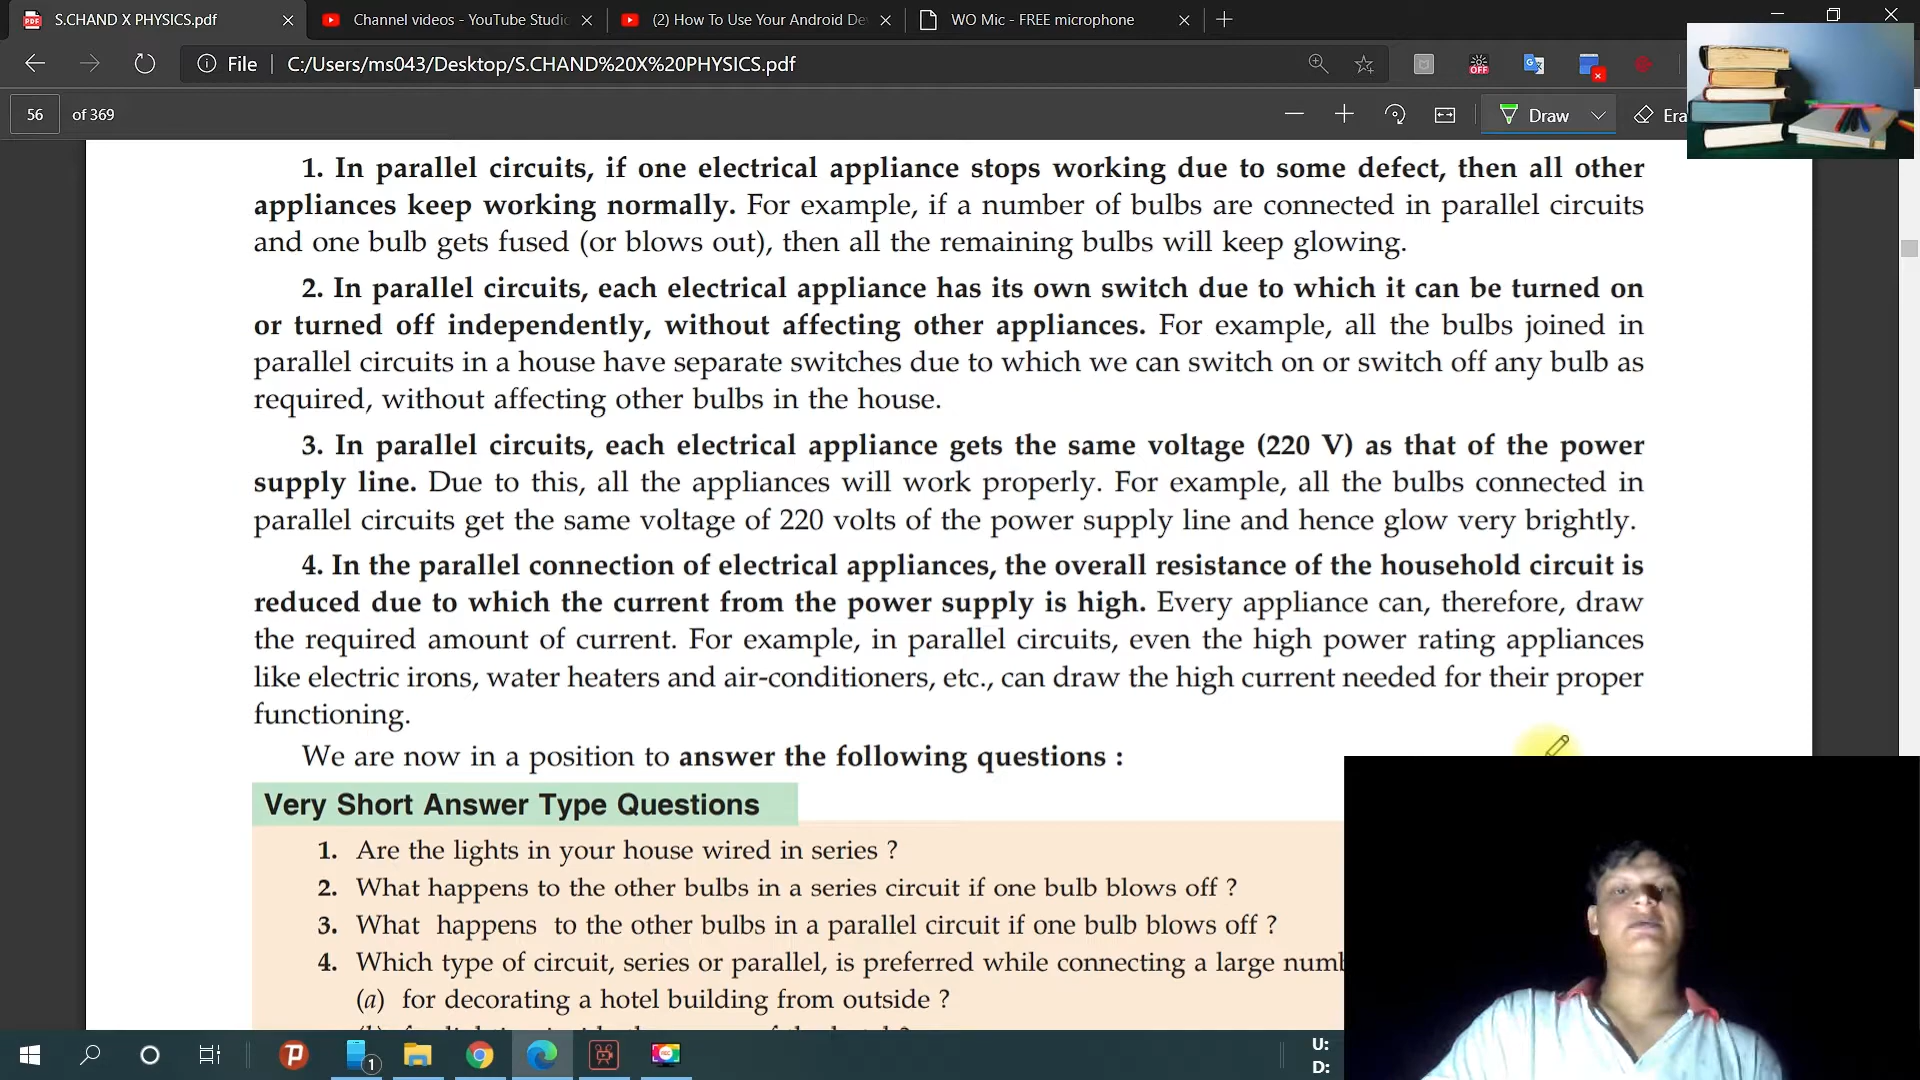 S.CHAND X PHYSICS.pdf
Channel videos - YouTube Studio
(2) How To Use Your Android De
WO Mic - FREE microphone
File
C:/Users/ms043/Desktop/S.CHAND%20X%20PHYSICS.pdf
OFF
56 of 369
Draw
Era
1. In parallel circuits, if one electrical appliance stops working due to some defect, then all other
appliances keep working normally. For example, if a number of bulbs are connected in parallel circuits
and one bulb gets fused (or blows out), then all the remaining bulbs will keep glowing.
2. In parallel circuits, each electrical appliance has its own switch due to which it can be turned on
or turned off independently, without affecting other appliances. For example, all the bulbs joined in
parallel circuits in a house have separate switches due to which we can switch on or switch off any bulb as
required, without affecting other bulbs in the house.
3. In parallel circuits, each electrical appliance gets the same voltage (220 V) as that of the power
supply line. Due to this, all the appliances will work properly. For example, all the bulbs connected in
parallel circuits get the same voltage of 220 volts of the power supply line and hence glow very brightly.
4. In the parallel connection of electrical appliances, the overall resistance of the household circuit is
reduced due to which the current from the power supply is high. Every appliance can, therefore, draw
the required amount of current. For example, in parallel circuits, even the high power rating appliances
like electric irons, water heaters and air-conditioners, etc., can draw the high current needed for their proper
functioning.
We are now in a position to answer the following questions :
Very Short Answer Type Questions
1. Are the lights in your house wired in series ?
2. What happens to the other bulbs in a series circuit if one bulb blows off ?
3. What happens to the other bulbs in a parallel circuit if one bulb blows off ?
4. Which type of circuit, series or parallel, is preferred while connecting a large
(a) for decorating a hotel building from outside ?
U:
D:
1